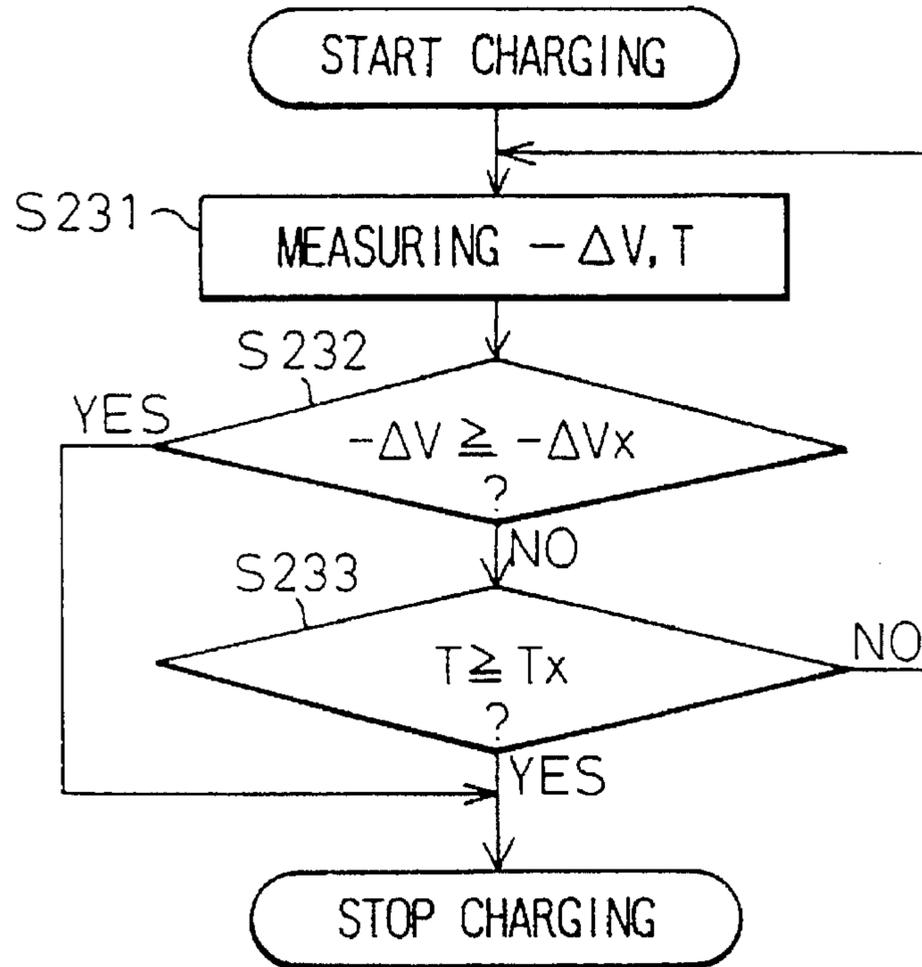 START CHARGING
S231
MEASURING －ΔV, T
S232
YES
-ΔV ≧ -ΔVx
?
NO
S233
T ≧ Tx
?
NO
YES
STOP CHARGING